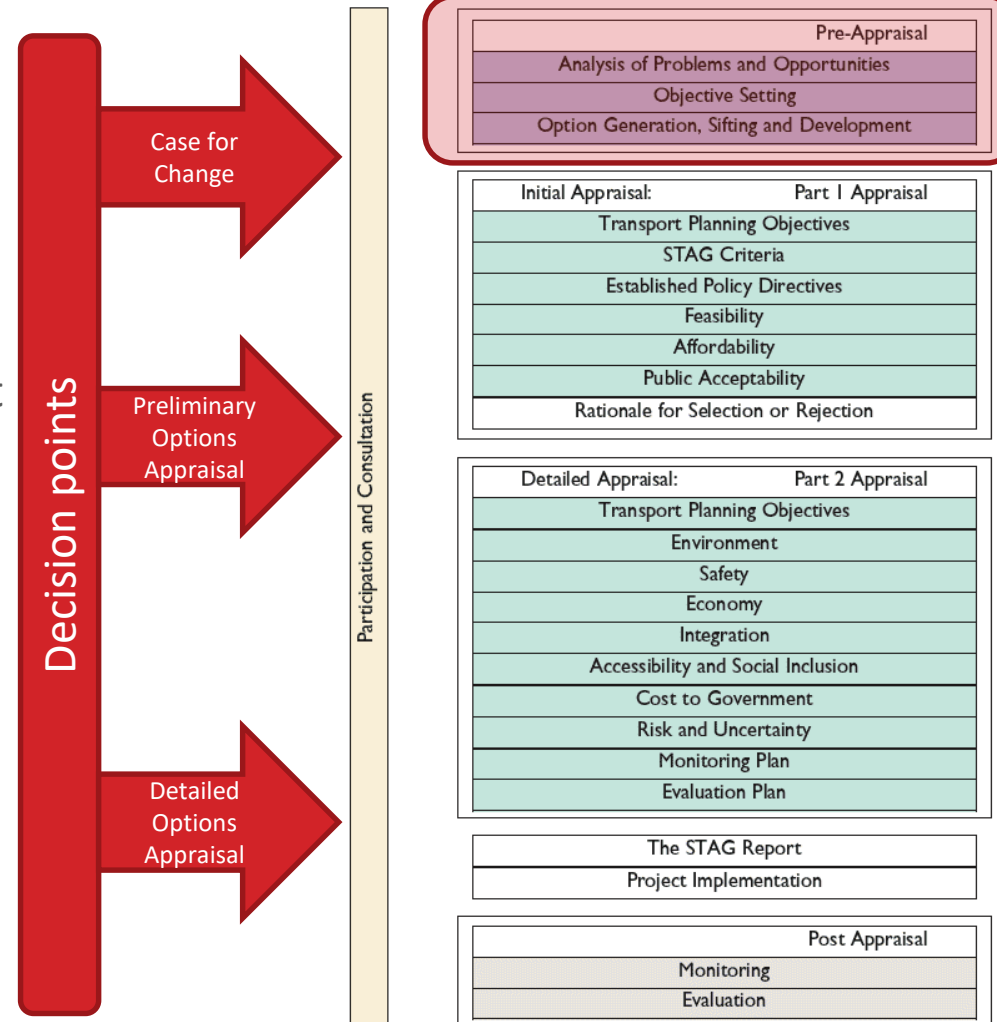 Decision points
Case for
Change
Preliminary
Options
Appraisal
Detailed
Options
Appraisal
Participation and Consultation
Pre-Appraisal
Analysis of Problems and Opportunities
Objective Setting
Option Generation, Sifting and Development
Initial Appraisal: Part 1 Appraisal
Transport Planning Objectives
STAG Criteria
Established Policy Directives
Feasibility
Affordability
Public Acceptability
Rationale for Selection or Rejection
Detailed Appraisal: Part 2 Appraisal
Transport Planning Objectives
Environment
Safety
Economy
Integration
Accessibility and Social Inclusion
Cost to Government
Risk and Uncertainty
Monitoring Plan
Evaluation Plan
The STAG Report
Project Implementation
Post Appraisal
Monitoring
Evaluation